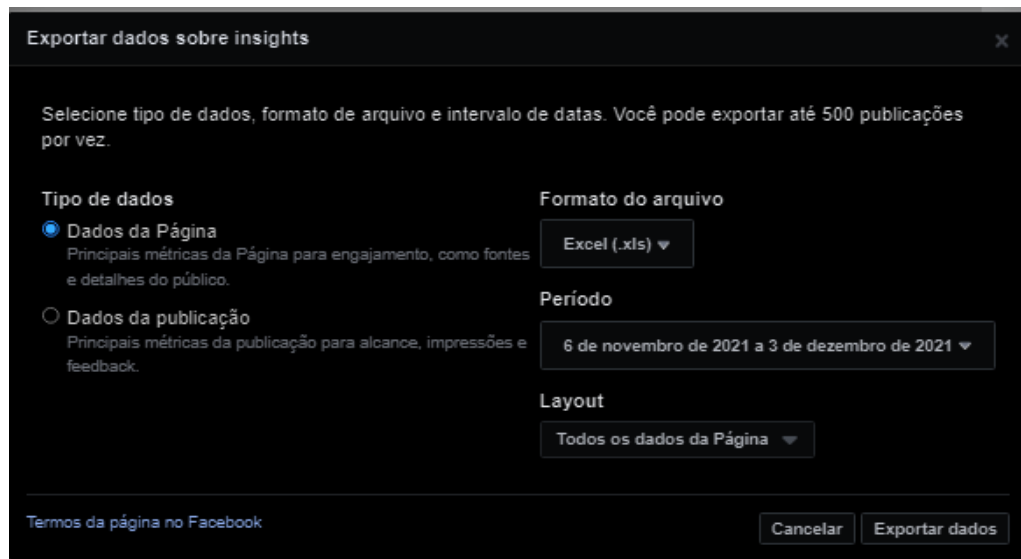 Exportar dados sobre insights
Selecione tipo de dados, formato de arquivo e intervalo de datas. Você pode exportar até 500 publicações
por vez.
Tipo de dados
Dados da Página
Principais métricas da Página para engajamento, como fontes
e detalhes do público.
Dados da publicação
Principais métricas da publicação para alcance, impressões e
feedback.
Formato do arquivo
Excel (.xls)
Período
6 de novembro de 2021 a 3 de dezembro de 2021
Layout
Todos os dados da Página
Termos da página no Facebook
Cancelar
Exportar dados